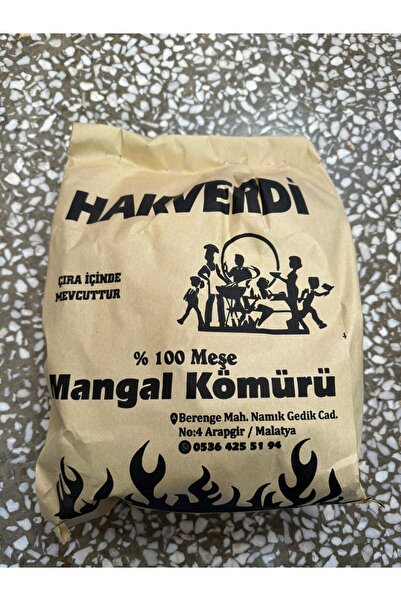 HAKVERDİ
ÇIRA İÇİNDE
MEVCUTTUR
% 100 Meşe
Mangal Kömürü
Berenge Mah. Namık Gedik Cad.
No:4 Arapgir / Malatya
0536 425 51 94